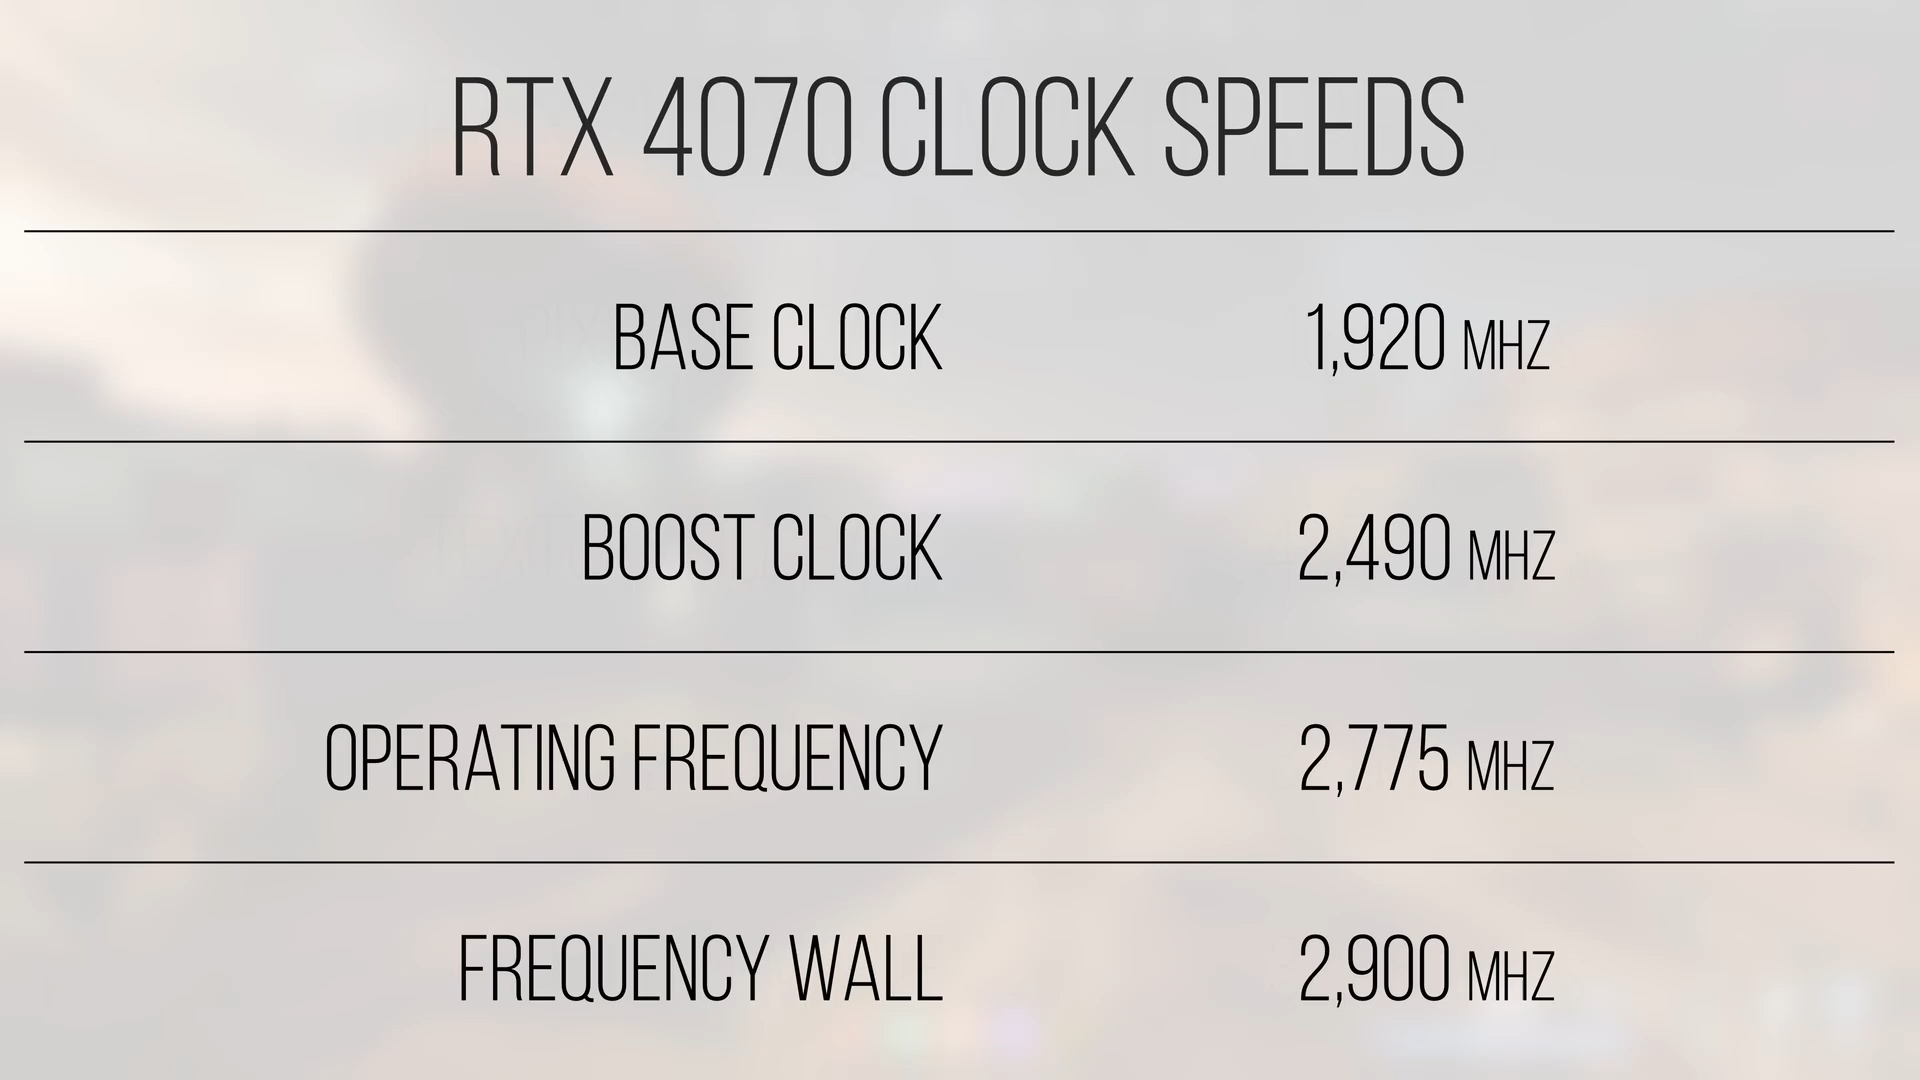 RTX 4070 CLOCK SPEEDS
BASE CLOCK 1,920 MHZ
BOOST CLOCK 2,490 MHZ
OPERATING FREQUENCY 2,775 MHZ
FREQUENCY WALL 2,900 MHZ